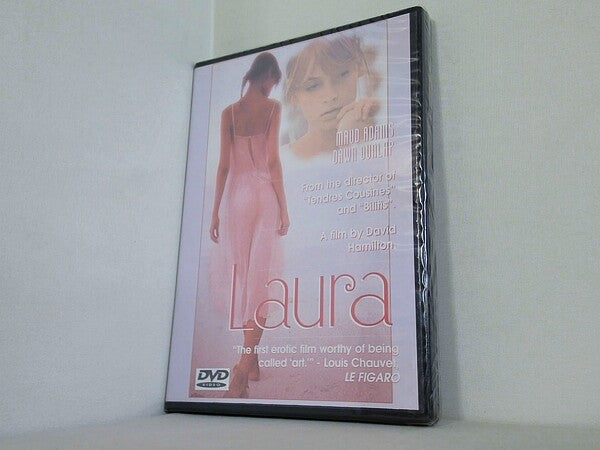 MAUD ADAMS
DAWN DUNLAP
From the director of
"Tendres Cousines"
and "Bilitis".
A film by David
Hamilton
Laura
"The first erotic film worthy of being
called 'art.'" - Louis Chauvet,
LE FIGARO
DVD
VIDEO